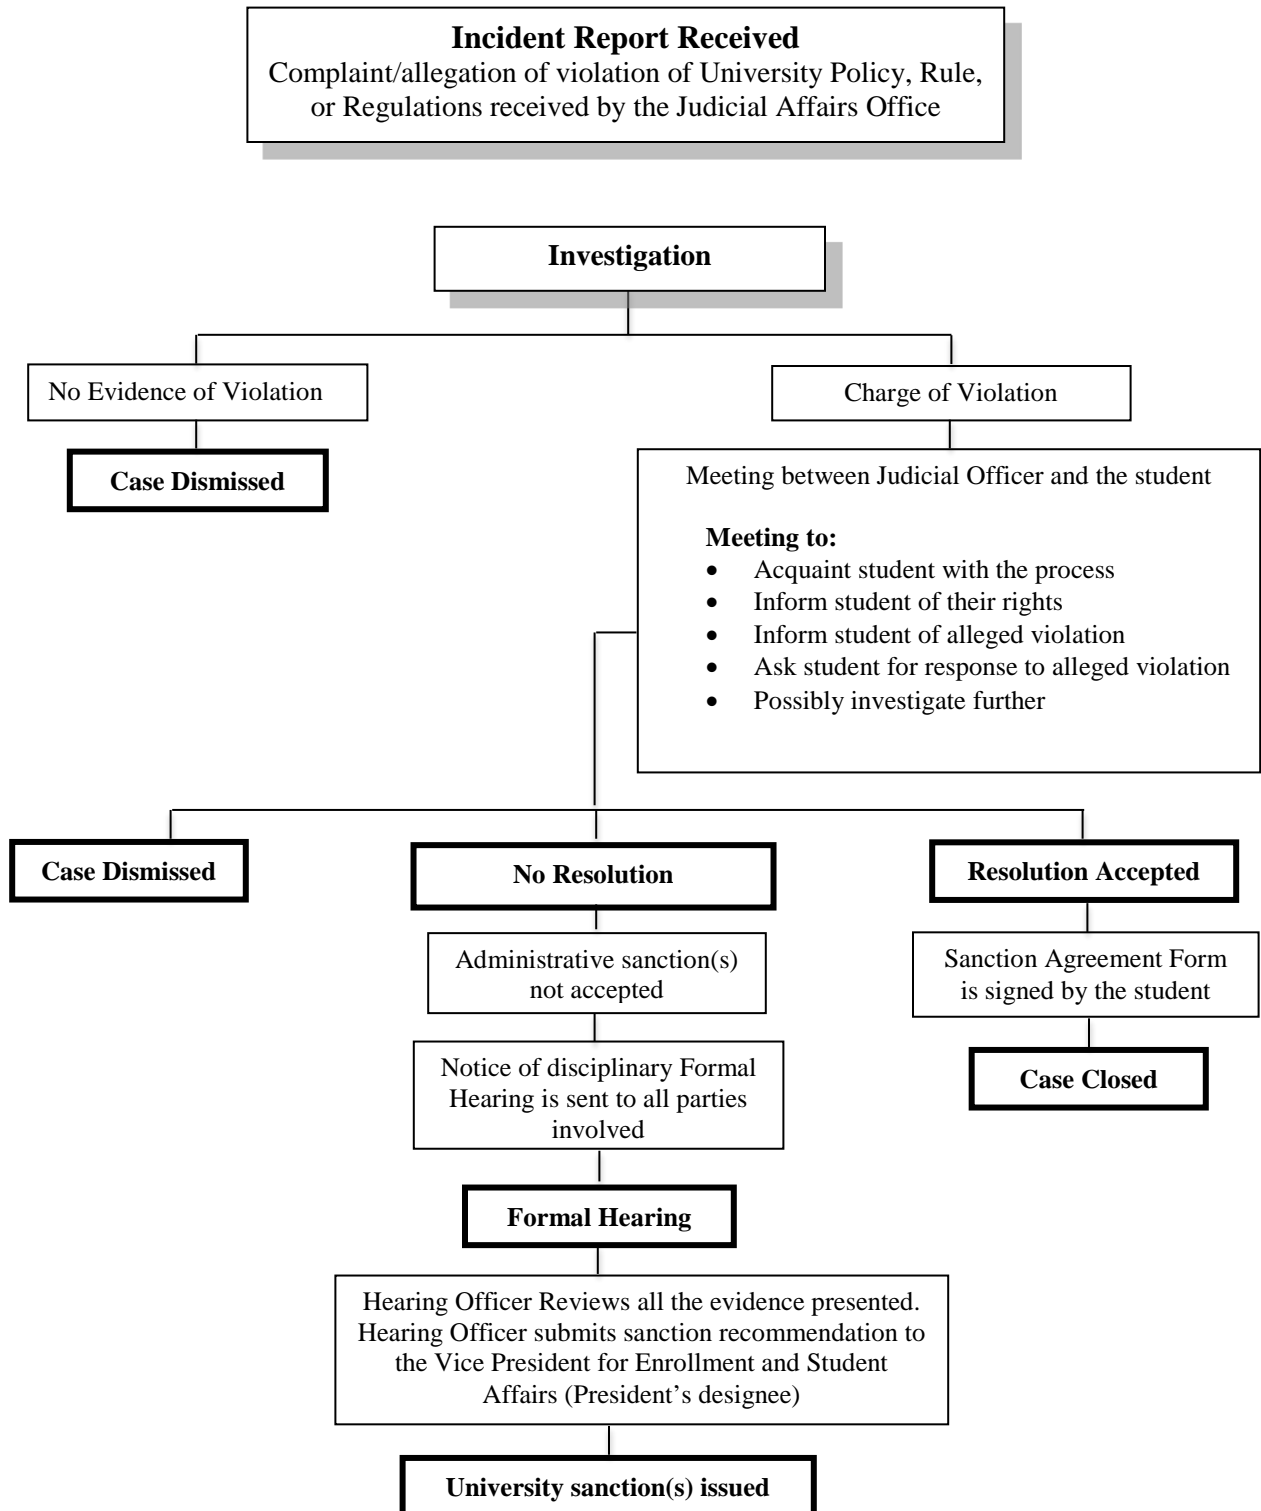 Incident Report Received
Complaint/allegation of violation of University Policy, Rule,
or Regulations received by the Judicial Affairs Office
Investigation
No Evidence of Violation
Charge of Violation
Case Dismissed
Meeting between Judicial Officer and the student
Meeting to:
• Acquaint student with the process
• Inform student of their rights
• Inform student of alleged violation
• Ask student for response to alleged violation
• Possibly investigate further
Case Dismissed
No Resolution
Resolution Accepted
Administrative sanction(s)
not accepted
Sanction Agreement Form
is signed by the student
Notice of disciplinary Formal
Hearing is sent to all parties
involved
Case Closed
Formal Hearing
Hearing Officer Reviews all the evidence presented.
Hearing Officer submits sanction recommendation to
the Vice President for Enrollment and Student
Affairs (President’s designee)
University sanction(s) issued